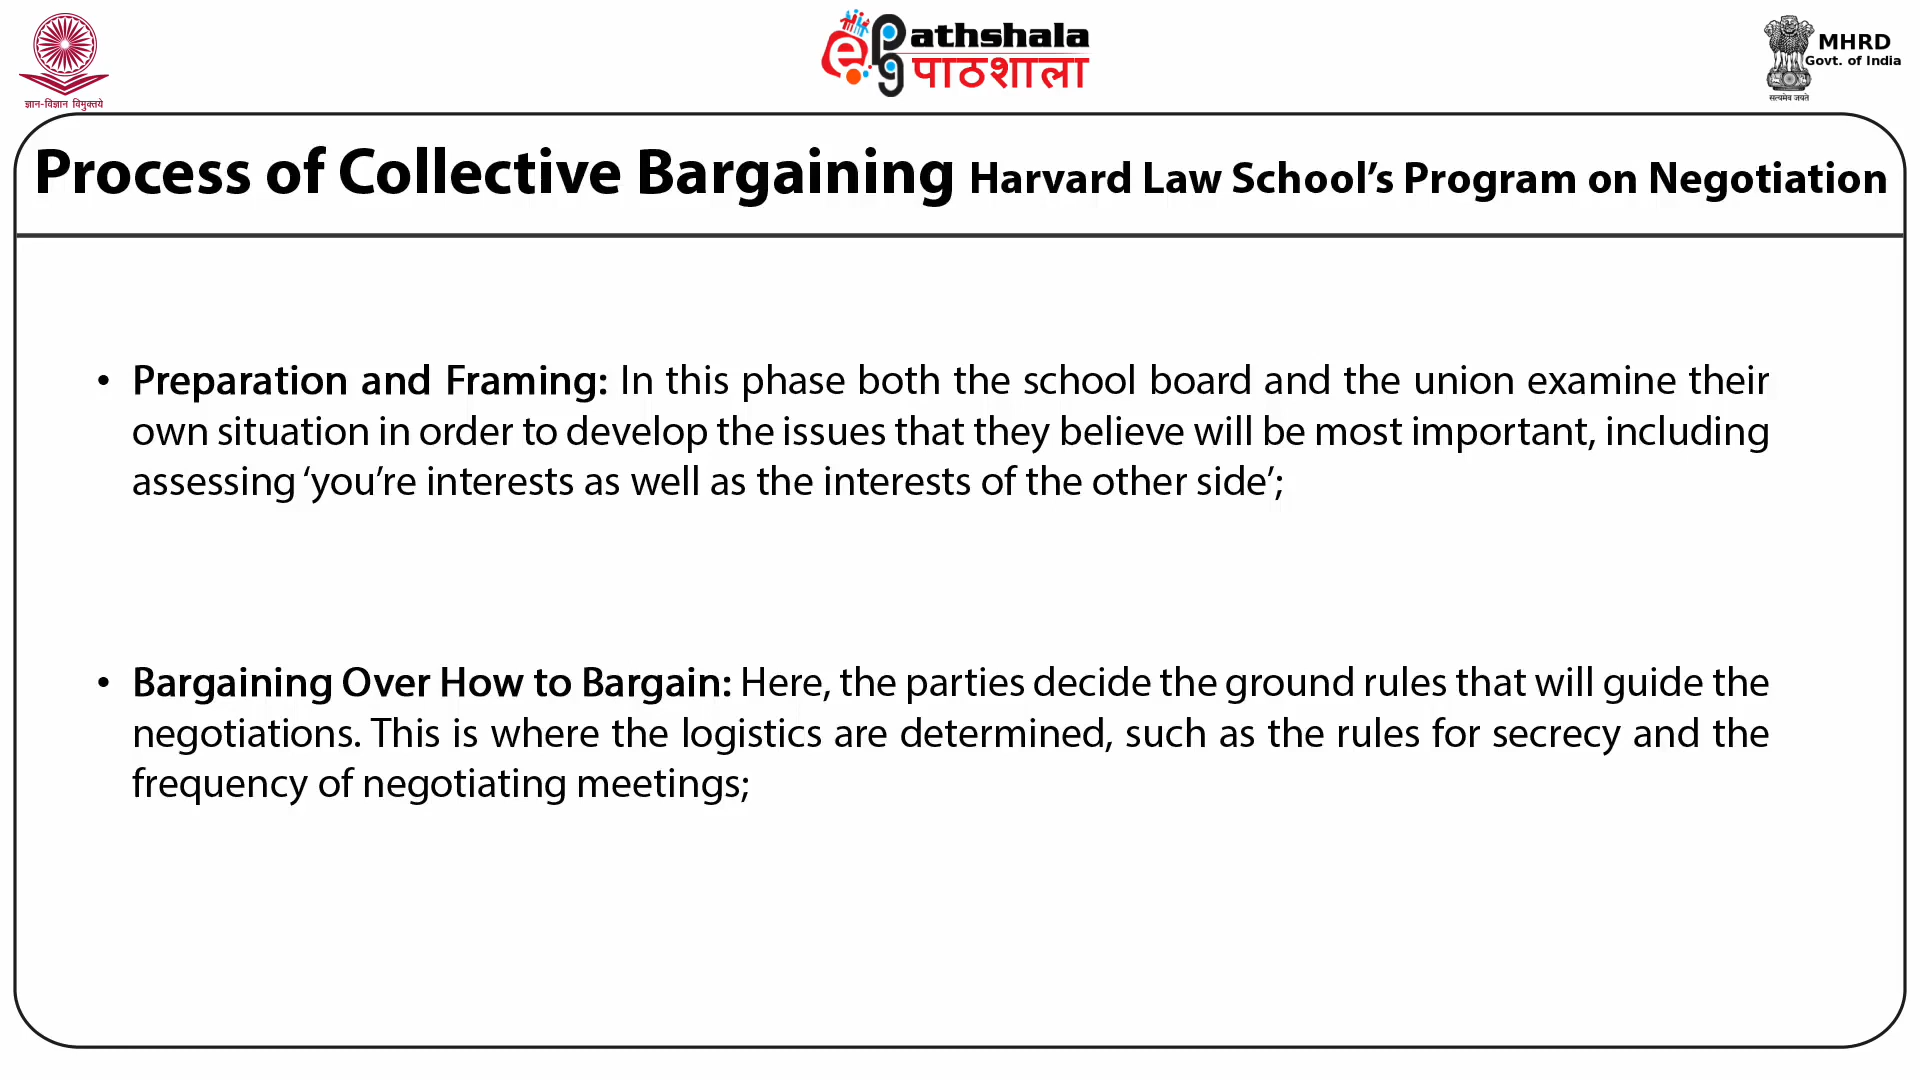 ज्ञान-विज्ञान विमुक्तये
ePathshala
पाठशाला
MHRD
Govt. of India
सत्यमेव जयते
Process of Collective Bargaining Harvard Law School’s Program on Negotiation
• Preparation and Framing: In this phase both the school board and the union examine their
own situation in order to develop the issues that they believe will be most important, including
assessing ‘you’re interests as well as the interests of the other side’;
• Bargaining Over How to Bargain: Here, the parties decide the ground rules that will guide the
negotiations. This is where the logistics are determined, such as the rules for secrecy and the
frequency of negotiating meetings;